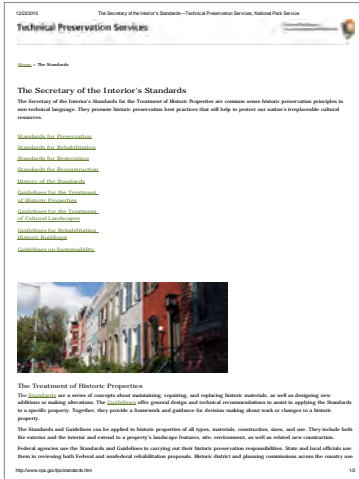 12/23/2015 The Secretary of the Interior's Standards—Technical Preservation Services, National Park Service
Technical Preservation Services
Home > The Standards
The Secretary of the Interior's Standards
The Secretary of the Interior's Standards for the Treatment of Historic Properties are common sense historic preservation principles in
non-technical language. They promote historic preservation best practices that will help to protect our nation's irreplaceable cultural
resources.
Standards for Preservation
Standards for Rehabilitation
Standards for Restoration
Standards for Reconstruction
History of the Standards
Guidelines for the Treatment
of Historic Properties
Guidelines for the Treatment
of Cultural Landscapes
Guidelines for Rehabilitating
Historic Buildings
Guidelines on Sustainability
The Treatment of Historic Properties
The Standards are a series of concepts about maintaining, repairing, and replacing historic materials, as well as designing new
additions or making alterations. The Guidelines offer general design and technical recommendations to assist in applying the Standards
to a specific property. Together, they provide a framework and guidance for decision-making about work or changes to a historic
property.
The Standards and Guidelines can be applied to historic properties of all types, materials, construction, sizes, and use. They include both
the exterior and the interior and extend to a property's landscape features, site, environment, as well as related new construction.
Federal agencies use the Standards and Guidelines in carrying out their historic preservation responsibilities. State and local officials use
them in reviewing both Federal and nonfederal rehabilitation proposals. Historic district and planning commissions across the country use
http://www.nps.gov/tps/standards.htm 1/2